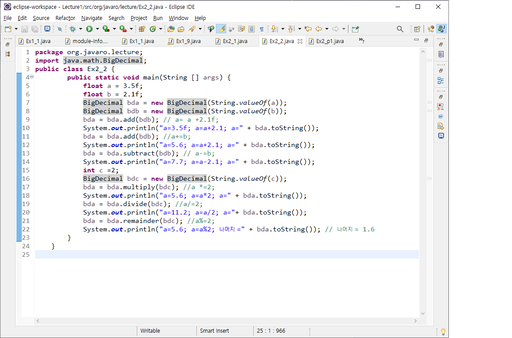 eclipse-workspace - Lecture1/src/org/javaro/lecture/Ex2_2.java - Eclipse IDE
File Edit Source Refactor Navigate Search Project Run Window Help
Ex1_1.java module-info... Ex1_1.java Ex1_9.java Ex2_1.java Ex2_2.java Ex2_p1.java
1 package org.javaro.lecture;
2 import java.math.BigDecimal;
3 public class Ex2_2 {
4 public static void main(String [] args) {
5 float a = 3.5f;
6 float b = 2.1f;
7 BigDecimal bda = new BigDecimal(String.valueOf(a));
8 BigDecimal bdb = new BigDecimal(String.valueOf(b));
9 bda = bda.add(bdb); // a= a +2.1f;
10 System.out.println("a=3.5f; a=a+2.1; a=" + bda.toString());
11 bda = bda.add(bdb); //a+=b;
12 System.out.println("a=5.6; a=a+2.1; a=" + bda.toString());
13 bda = bda.subtract(bdb); // a-=b;
14 System.out.println("a=7.7; a=a-2.1; a=" + bda.toString());
15 int c =2;
16 BigDecimal bdc = new BigDecimal(String.valueOf(c));
17 bda = bda.multiply(bdc); //a *=2;
18 System.out.println("a=5.6; a=a*2; a=" + bda.toString());
19 bda = bda.divide(bdc); //a/=2;
20 System.out.println("a=11.2; a=a/2; a="+ bda.toString());
21 bda = bda.remainder(bdc); //a%=2;
22 System.out.println("a=5.6; a=a%2; 나머지=" + bda.toString()); // 나머지= 1.6
23 }
24 }
25
Writable Smart Insert 25 : 1 : 966